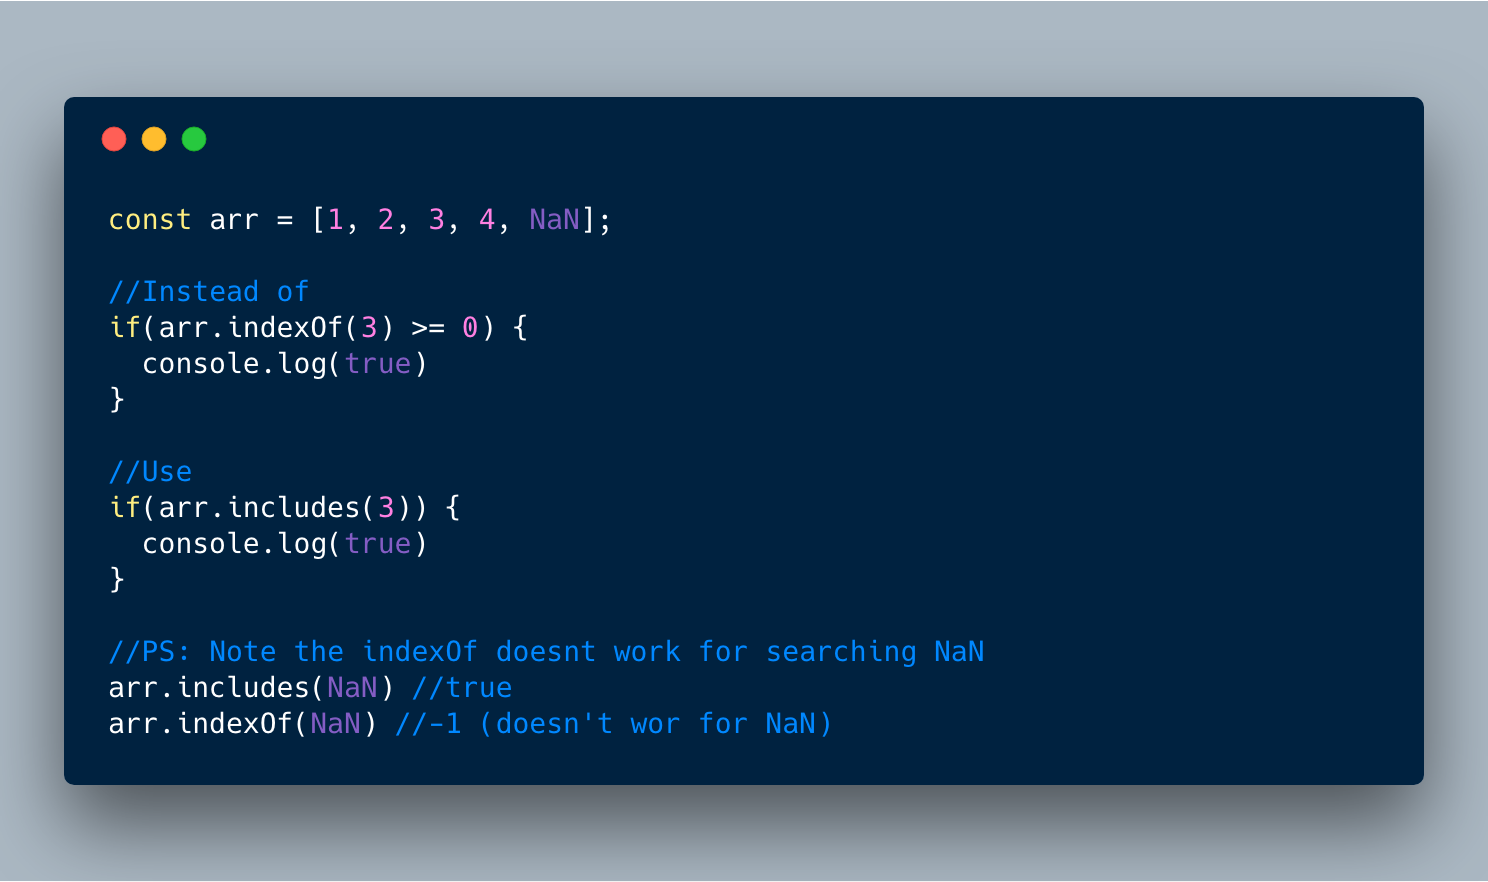 const arr = [1, 2, 3, 4, NaN];
//Instead of
if(arr.indexOf(3) >= 0) {
  console.log(true)
}
//Use
if(arr.includes(3)) {
  console.log(true)
}
//PS: Note the indexOf doesnt work for searching NaN
arr.includes(NaN) //true
arr.indexOf(NaN) //-1 (doesn't wor for NaN)